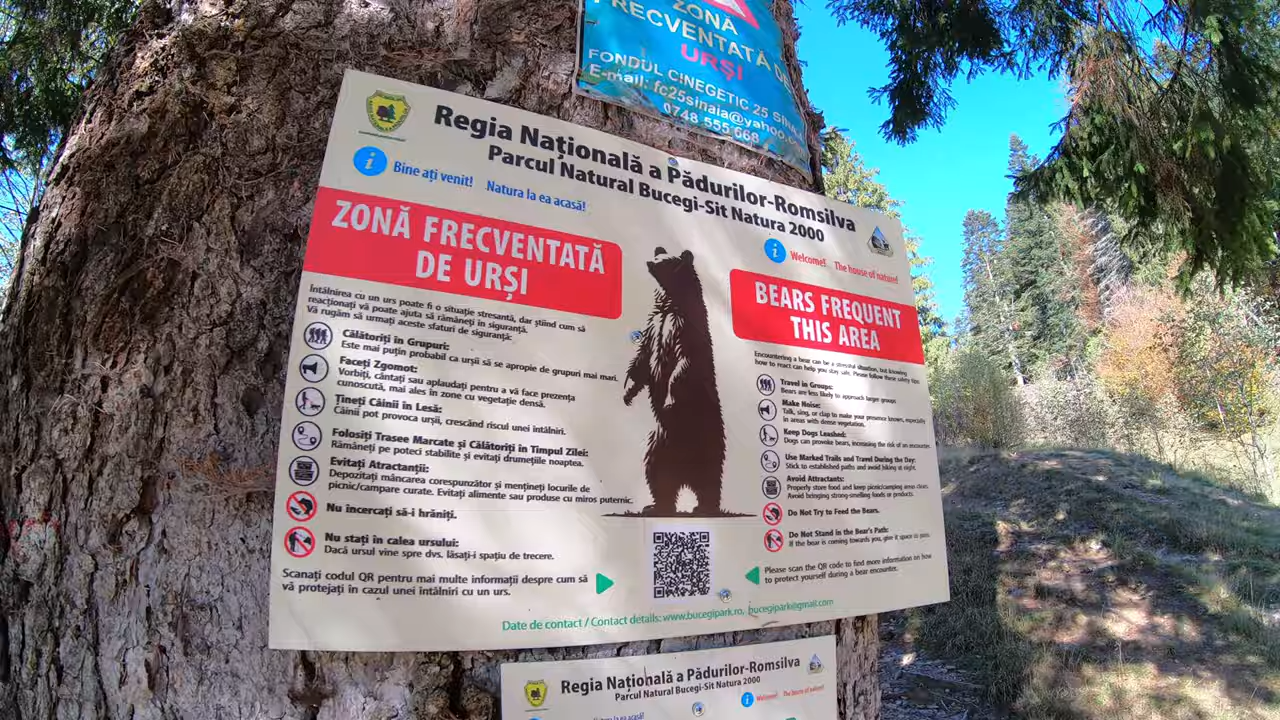 ZONĂ
FRECVENTATĂ DE
URȘI
FONDUL CINEGETIC 25 SINAIA
E-mail: fc25sinaia@yahoo.
0748 555 668
Regia Națională a Pădurilor-Romsilva
Parcul Natural Bucegi-Sit Natura 2000
Bine ați venit! Natura la ea acasă!
Welcome! The house of nature!
ZONĂ FRECVENTATĂ
DE URȘI
Întâlnirea cu un urs poate fi o situație stresantă, dar știind cum să
reacționați vă poate ajuta să rămâneți în siguranță.
Vă rugăm să urmați aceste sfaturi de siguranță:
Călătoriți în Grupuri:
Este mai puțin probabil ca urșii să se apropie de grupuri mai mari.
Faceți Zgomot:
Vorbiți, cântați sau aplaudați pentru a vă face prezența
cunoscută, mai ales în zone cu vegetație densă.
Țineți Câinii în Lesă:
Câinii pot provoca urșii, crescând riscul unei întâlniri.
Folosiți Trasee Marcate și Călătoriți în Timpul Zilei:
Rămâneți pe poteci stabilite și evitați drumețiile noaptea.
Evitați Atractanții:
Depozitați mâncarea corespunzător și mențineți locurile de
picnic/campare curate. Evitați alimente sau produse cu miros puternic.
Nu încercați să-i hrăniți.
Nu stați în calea ursului:
Dacă ursul vine spre dvs. lăsați-i spațiu de trecere.
Scanați codul QR pentru mai multe informații despre cum să
vă protejați în cazul unei întâlniri cu un urs.
BEARS FREQUENT
THIS AREA
Encountering a bear can be a stressful situation, but knowing
how to react can help you stay safe. Please follow these safety tips:
Travel in Groups:
Bears are less likely to approach larger groups.
Make Noise:
Talk, sing, or clap to make your presence known, especially
in areas with dense vegetation.
Keep Dogs Leashed:
Dogs can provoke bears, increasing the risk of an encounter.
Use Marked Trails and Travel During the Day:
Stick to established paths and avoid hiking at night.
Avoid Attractants:
Properly store food and keep picnic/camping areas clean.
Avoid bringing strong-smelling foods or products.
Do Not Try to Feed the Bears.
Do Not Stand in the Bear's Path:
If the bear is coming towards you, give it space to pass.
Please scan the QR code to find more information on how
to protect yourself during a bear encounter.
Date de contact / Contact details: www.bucegipark.ro, bucegipark@gmail.com
Regia Națională a Pădurilor-Romsilva
Parcul Natural Bucegi-Sit Natura 2000
Welcome! The house of nature!
Natura la ea acasă!